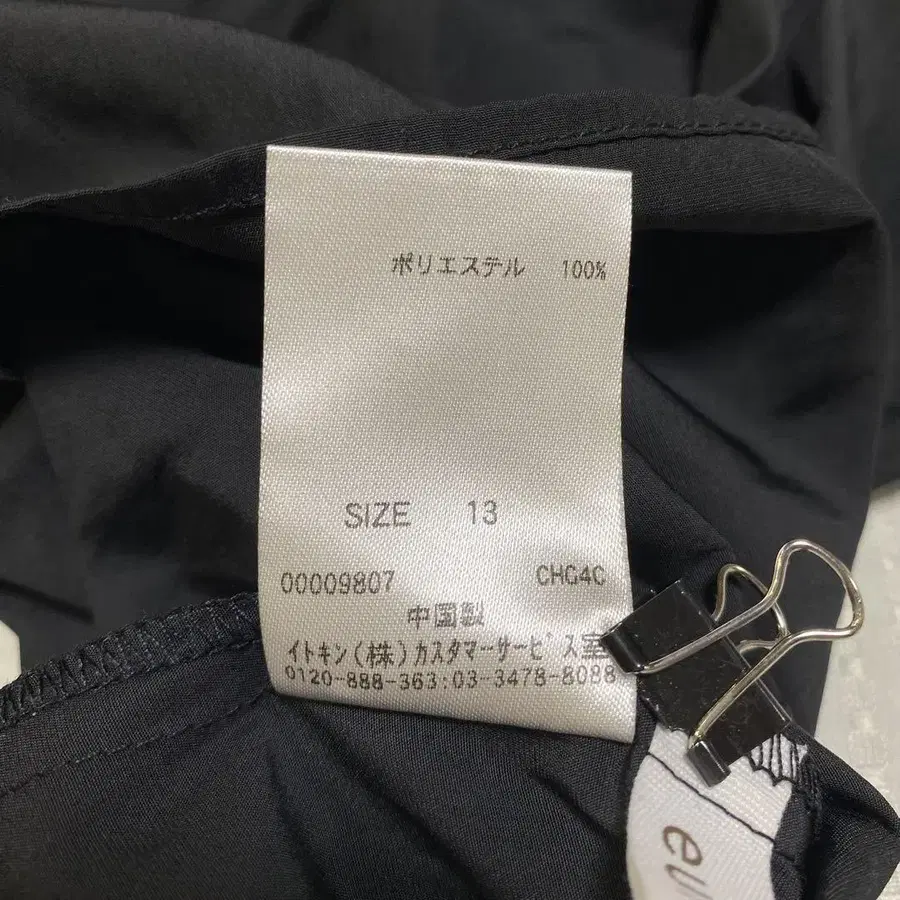 ポリエステル 100%
SIZE 13
00009807 CHG4C
中国製
イトキン(株)カスタマーサービス室
0120-888-363:03-3478-8088